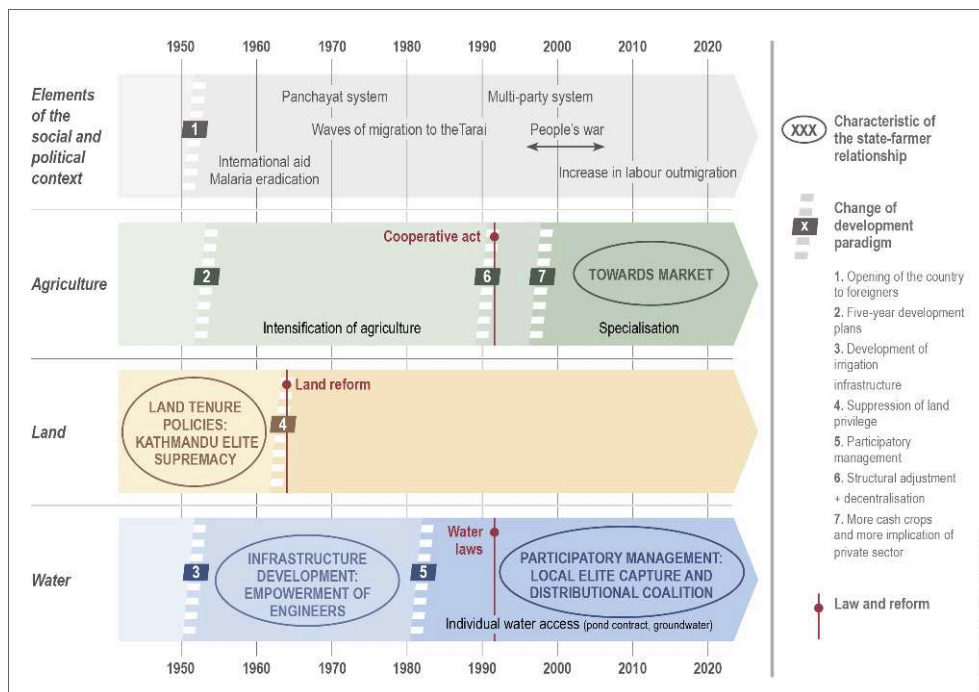 1950 1960 1970 1980 1990 2000 2010 2020
Elements
of the
social and
political
context
Panchayat system
Multi-party system
1
Waves of migration to theTarai
People's war
International aid
Malaria eradication
Increase in labour outmigration
Agriculture
Cooperative act
2
6
7
TOWARDS MARKET
Intensification of agriculture
Specialisation
Land
LAND TENURE
POLICIES:
KATHMANDU ELITE
SUPREMACY
Land reform
4
Water
3
INFRASTRUCTURE
DEVELOPMENT:
EMPOWERMENT OF
ENGINEERS
5
Water
laws
PARTICIPATORY MANAGEMENT:
LOCAL ELITE CAPTURE AND
DISTRIBUTIONAL COALITION
Individual water access (pond contract, groundwater)
1950 1960 1970 1980 1990 2000 2010 2020
XXX
Characteristic of
the state-farmer
relationship
X
Change of
development
paradigm
1. Opening of the country
to foreigners
2. Five-year development
plans
3. Development of
irrigation
infrastructure
4. Suppression of land
privilege
5. Participatory
management
6. Structural adjustment
+ decentralisation
7. More cash crops
and more implication of
private sector
Law and reform